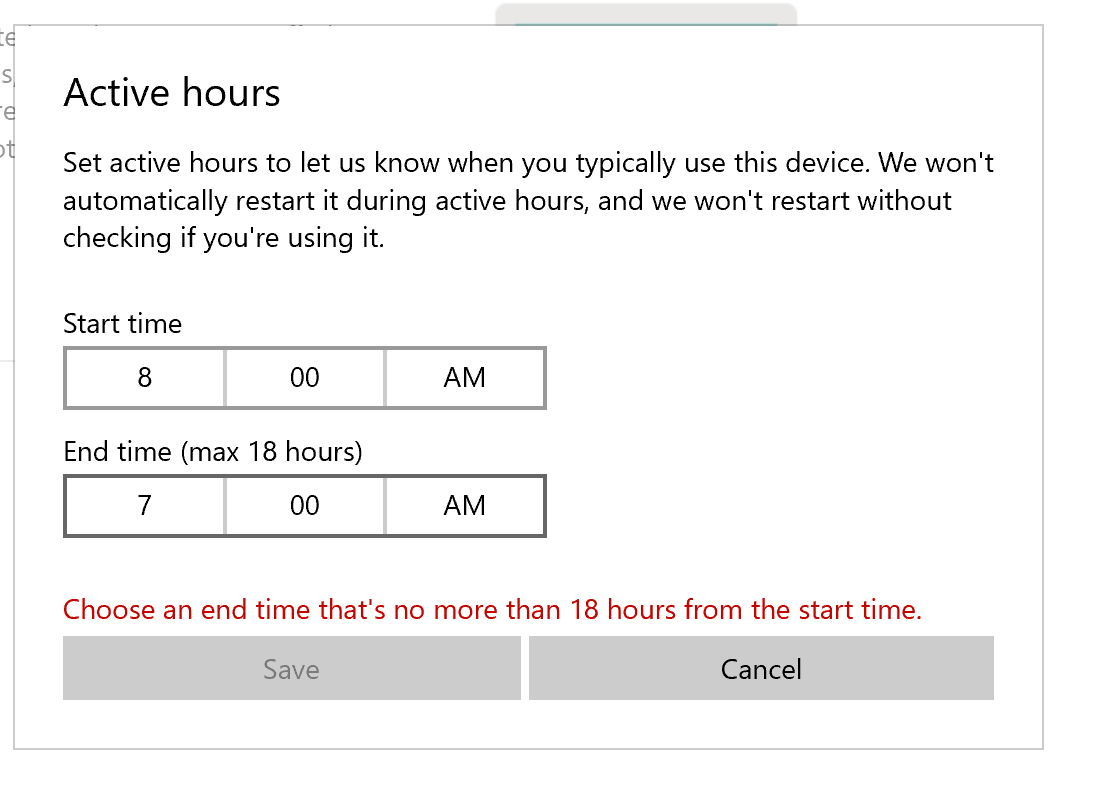 Active hours
Set active hours to let us know when you typically use this device. We won't
automatically restart it during active hours, and we won't restart without
checking if you're using it.
Start time
8 00 AM
End time (max 18 hours)
7 00 AM
Choose an end time that's no more than 18 hours from the start time.
Save Cancel